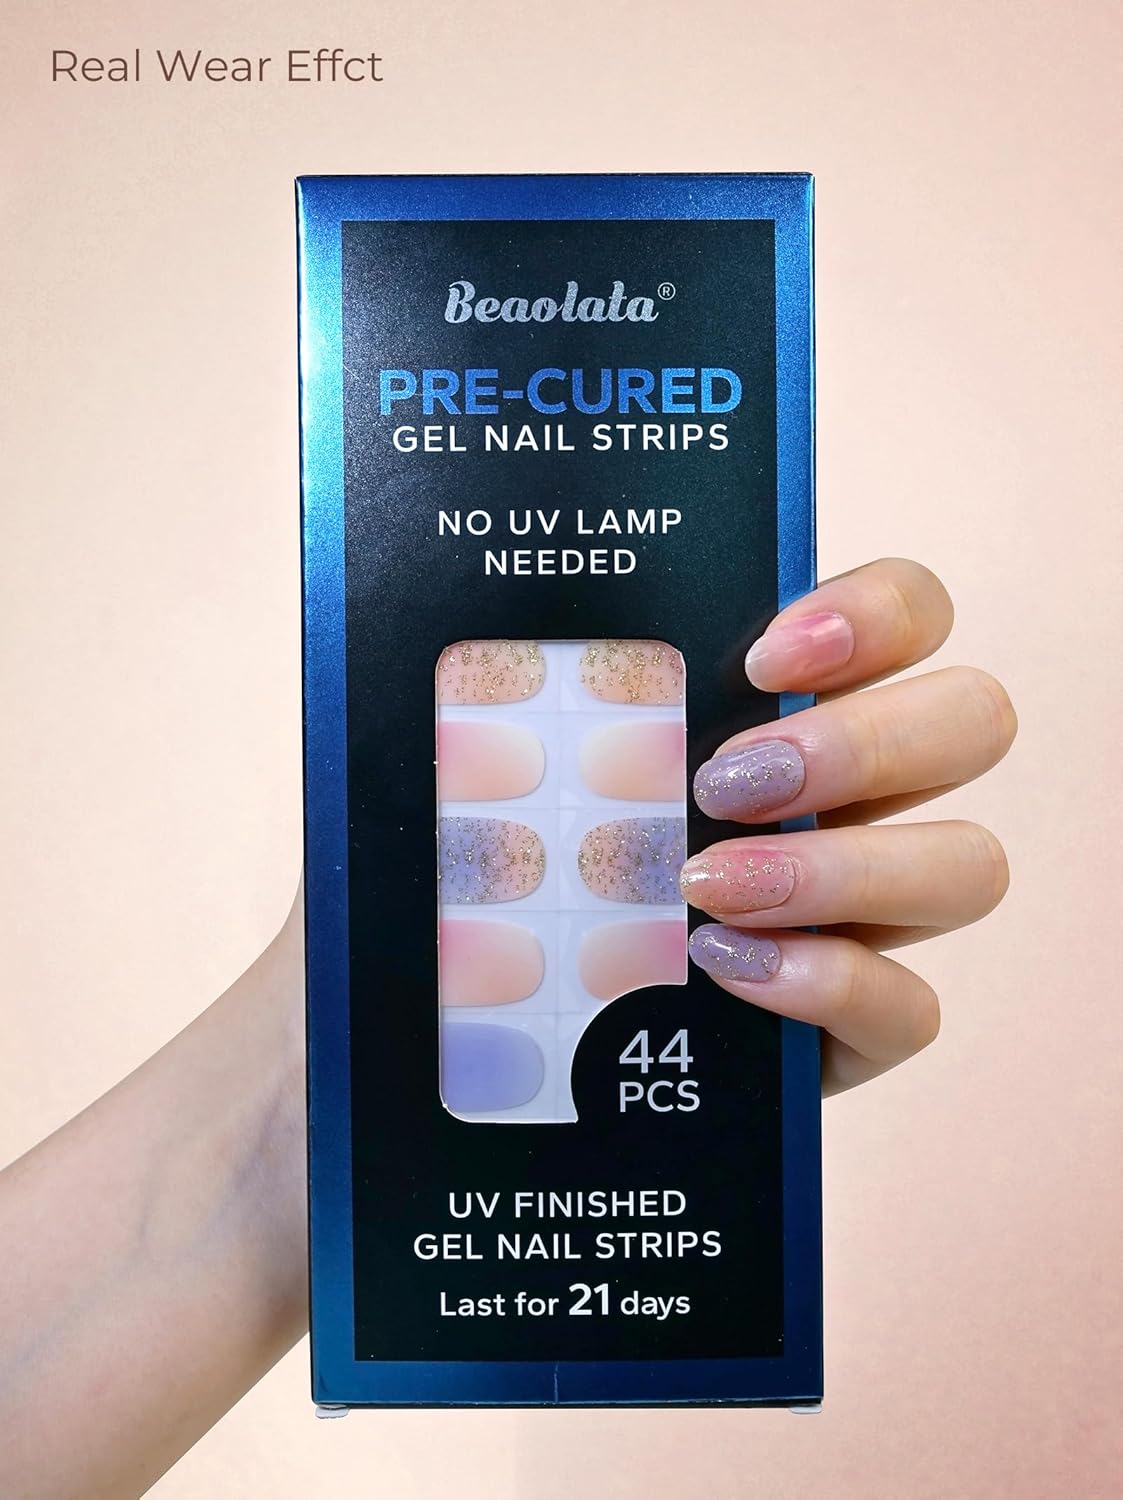 Real Wear Effct
Beaolata®
PRE-CURED
GEL NAIL STRIPS
NO UV LAMP
NEEDED
44
PCS
UV FINISHED
GEL NAIL STRIPS
Last for 21 days